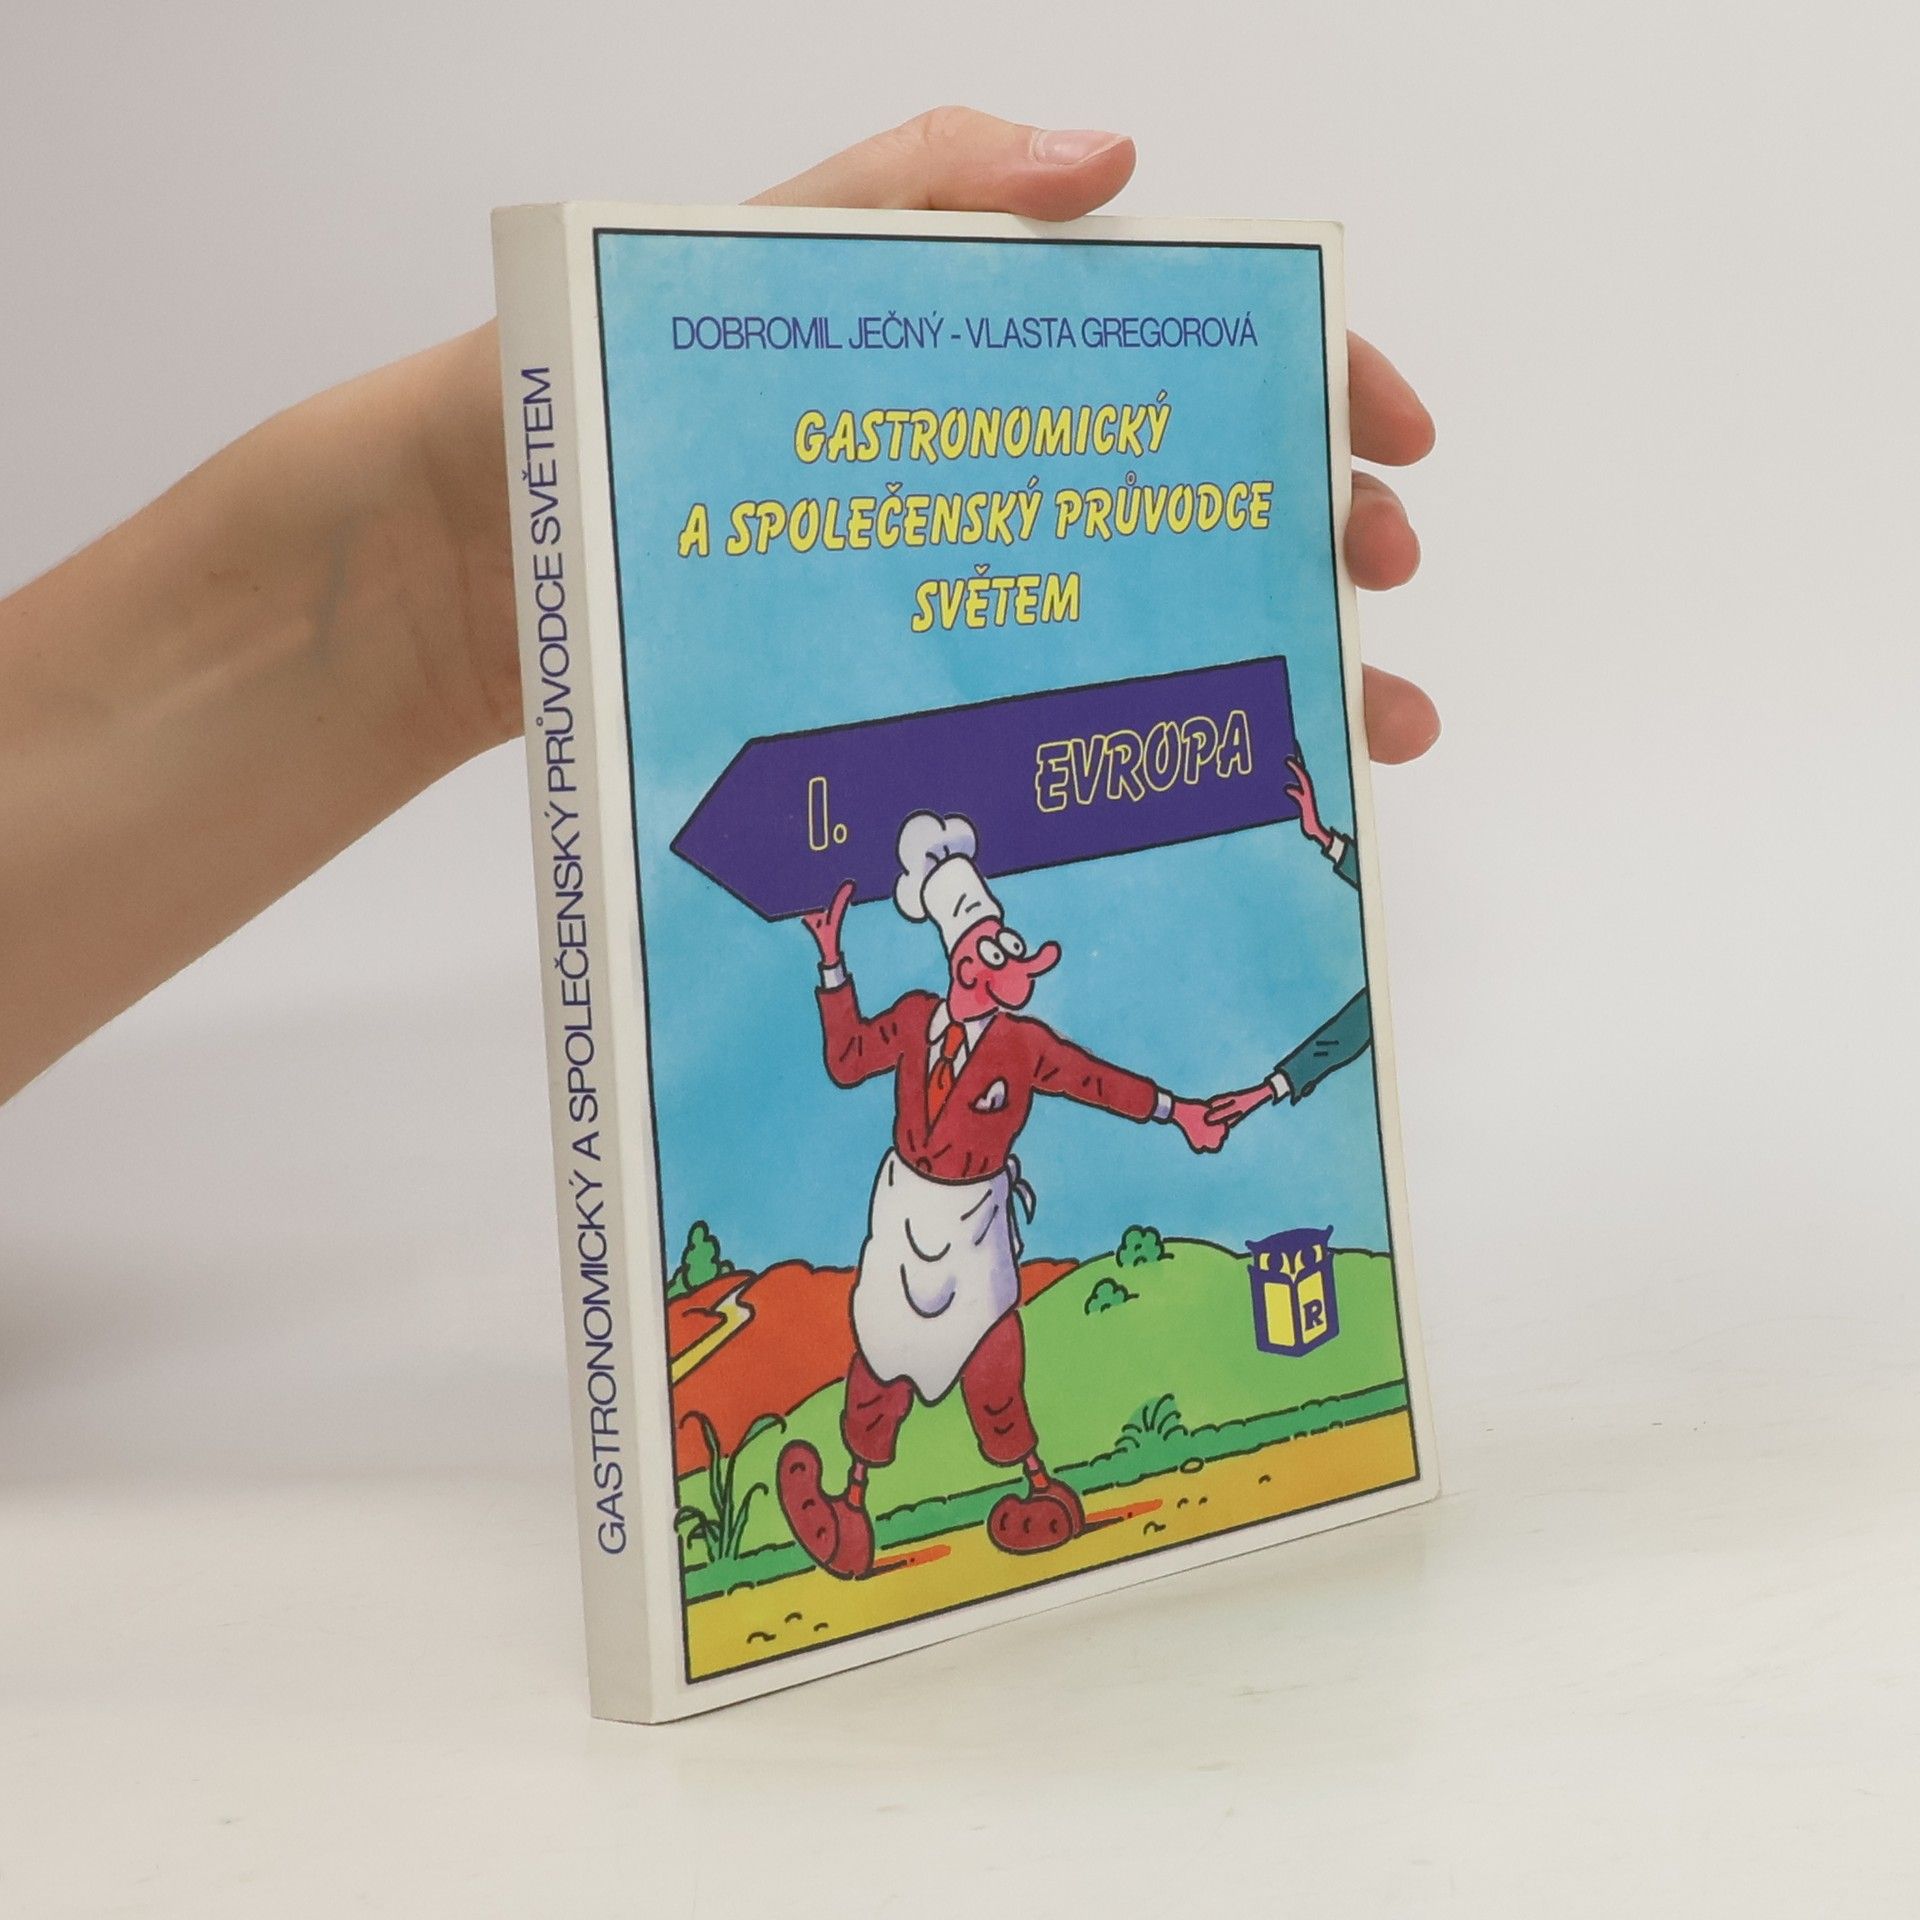 DOBROMIL JEČNÝ - VLASTA GREGOROVÁ
GASTRONOMICKÝ
A SPOLEČENSKÝ PRŮVODCE
SVĚTEM
I. EVROPA
R
GASTRONOMICKÝ A SPOLEČENSKÝ PRŮVODCE SVĚTEM